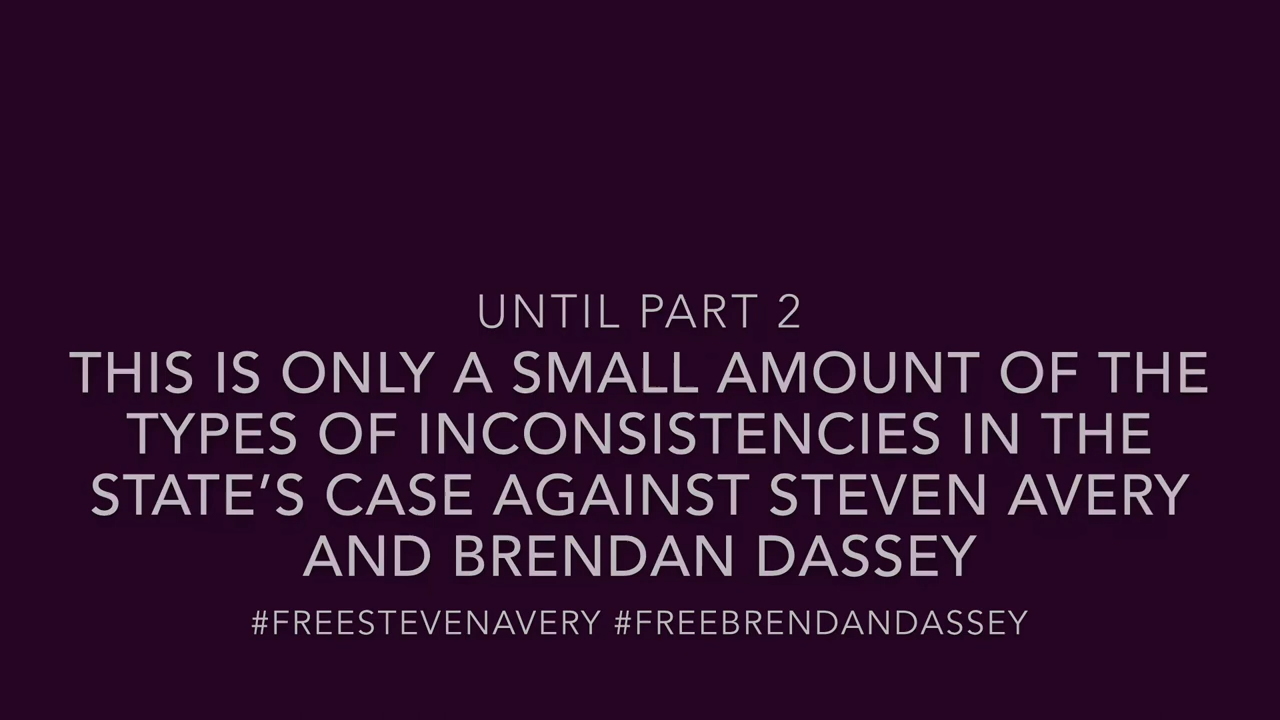 UNTIL PART 2
THIS IS ONLY A SMALL AMOUNT OF THE
TYPES OF INCONSISTENCIES IN THE
STATE’S CASE AGAINST STEVEN AVERY
AND BRENDAN DASSEY
#FREESTEVENAVERY #FREEBRENDANDASSEY